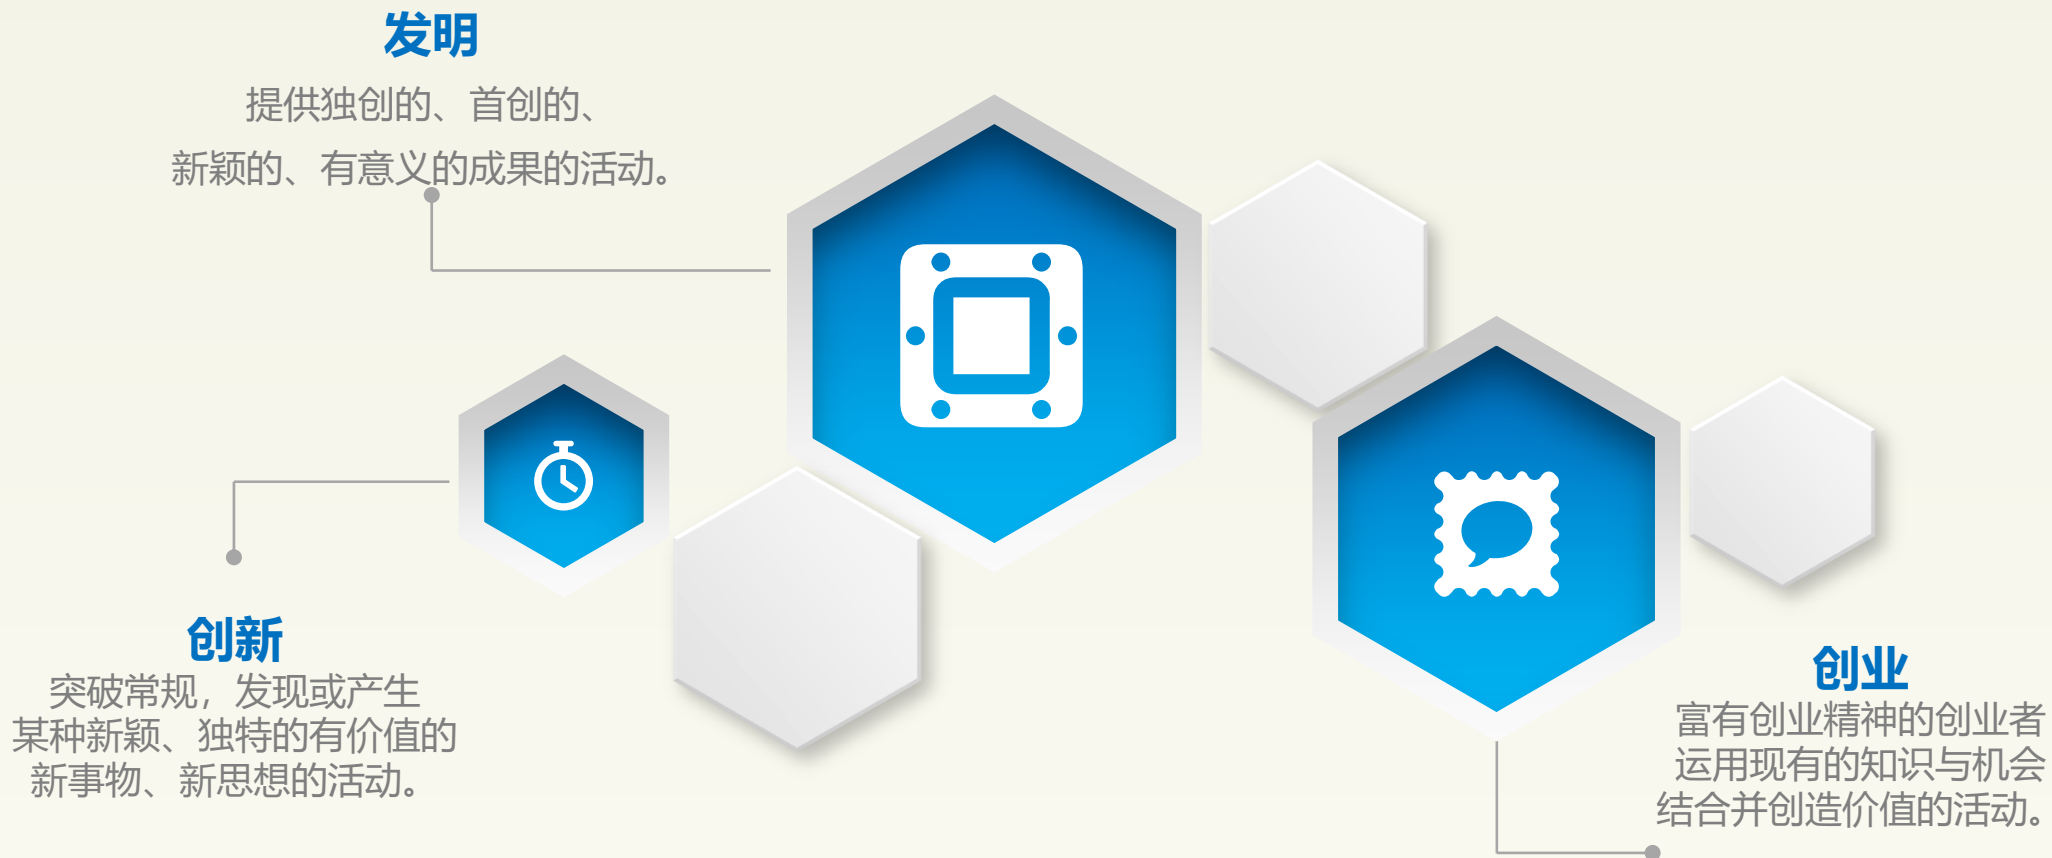 发明
提供独创的、首创的、
新颖的、有意义的成果的活动。
创新
突破常规，发现或产生
某种新颖、独特的有价值的
新事物、新思想的活动。
创业
富有创业精神的创业者
运用现有的知识与机会
结合并创造价值的活动。